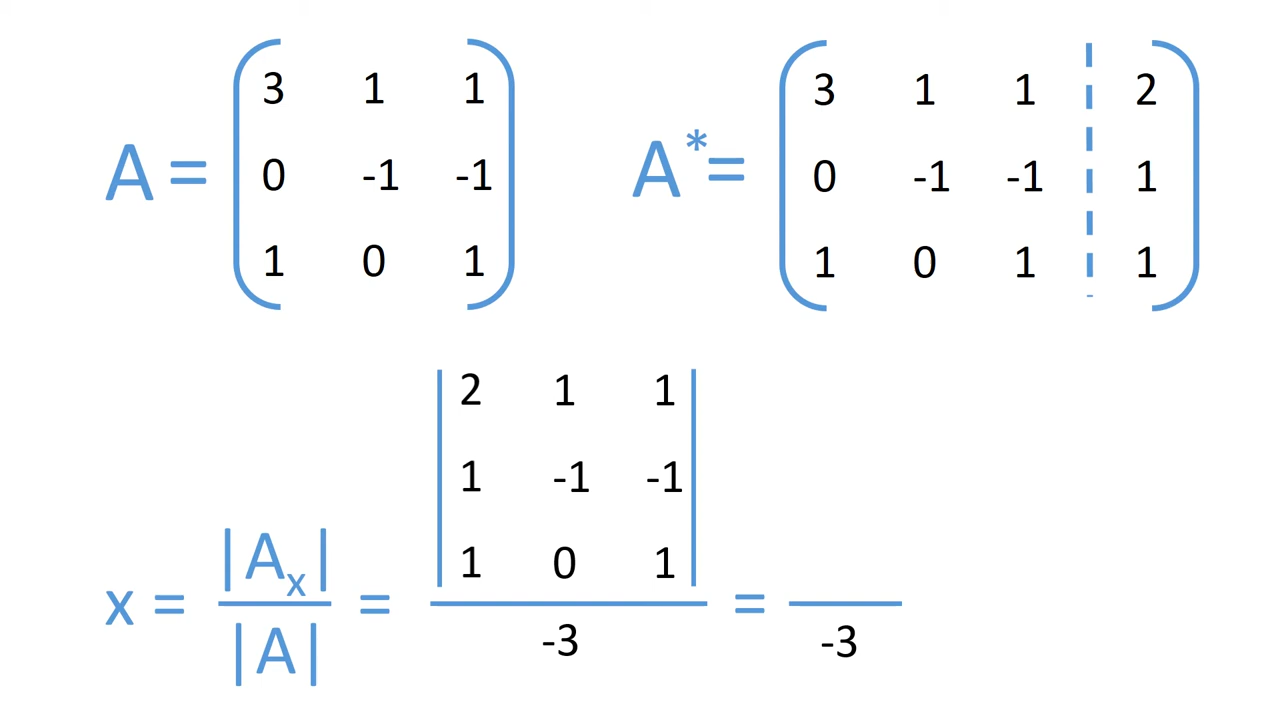 A = 3 1 1
0 -1 -1
1 0 1
A* = 3 1 1 2
0 -1 -1 1
1 0 1 1
2 1 1
1 -1 -1
1 0 1
x = |Ax| / |A| = / -3 = / -3